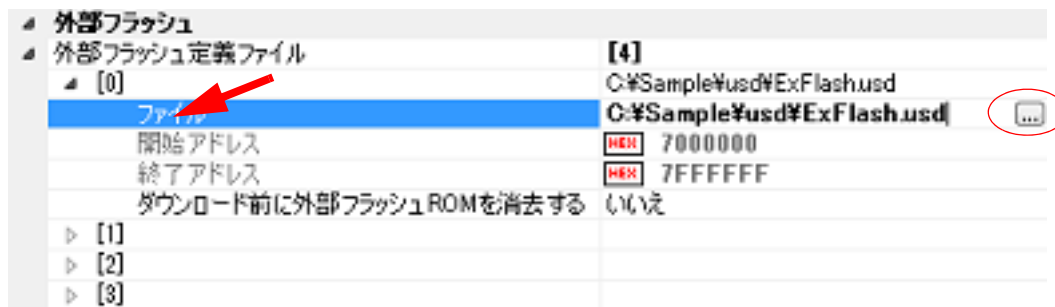 外部フラッシュ
外部フラッシュ定義ファイル [4]
[0] C:¥Sample¥usd¥ExFlash.usd
ファイル C:¥Sample¥usd¥ExFlash.usd ...
開始アドレス HEX 7000000
終了アドレス HEX 7FFFFFF
ダウンロード前に外部フラッシュROMを消去する いいえ
[1]
[2]
[3]